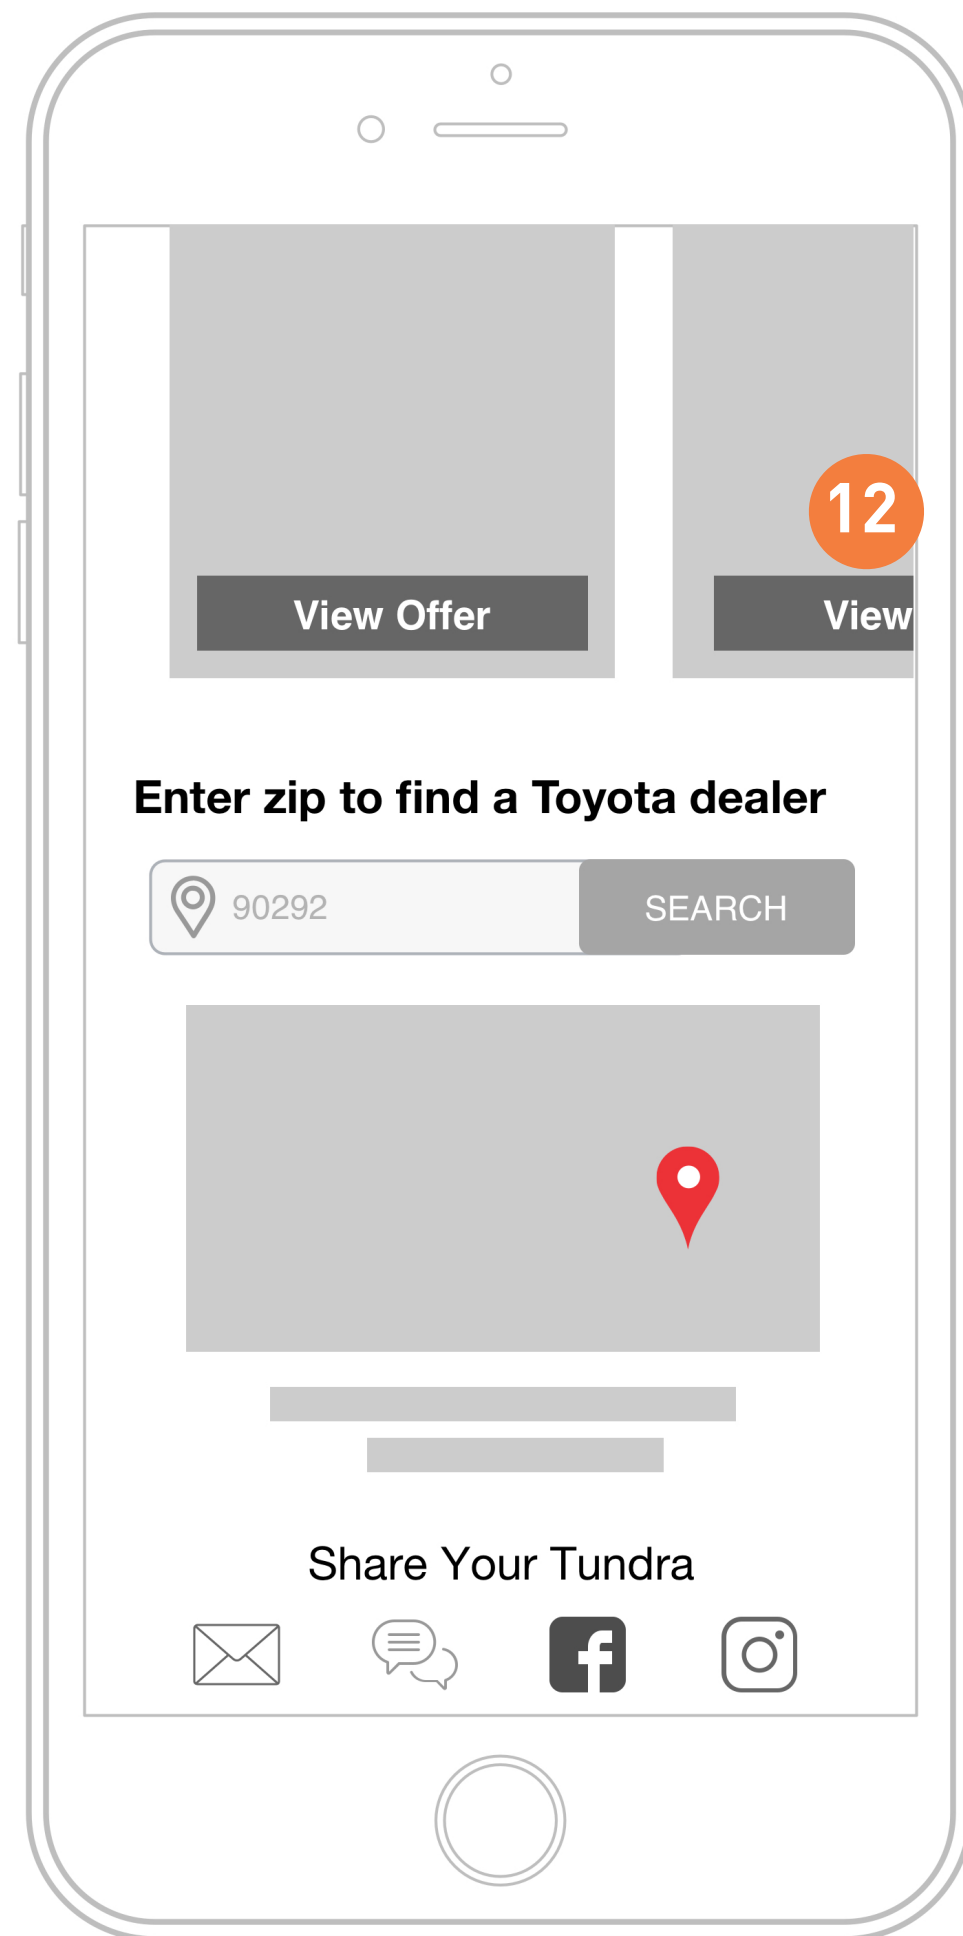 12
View Offer
View
Enter zip to find a Toyota dealer
90292
SEARCH
Share Your Tundra